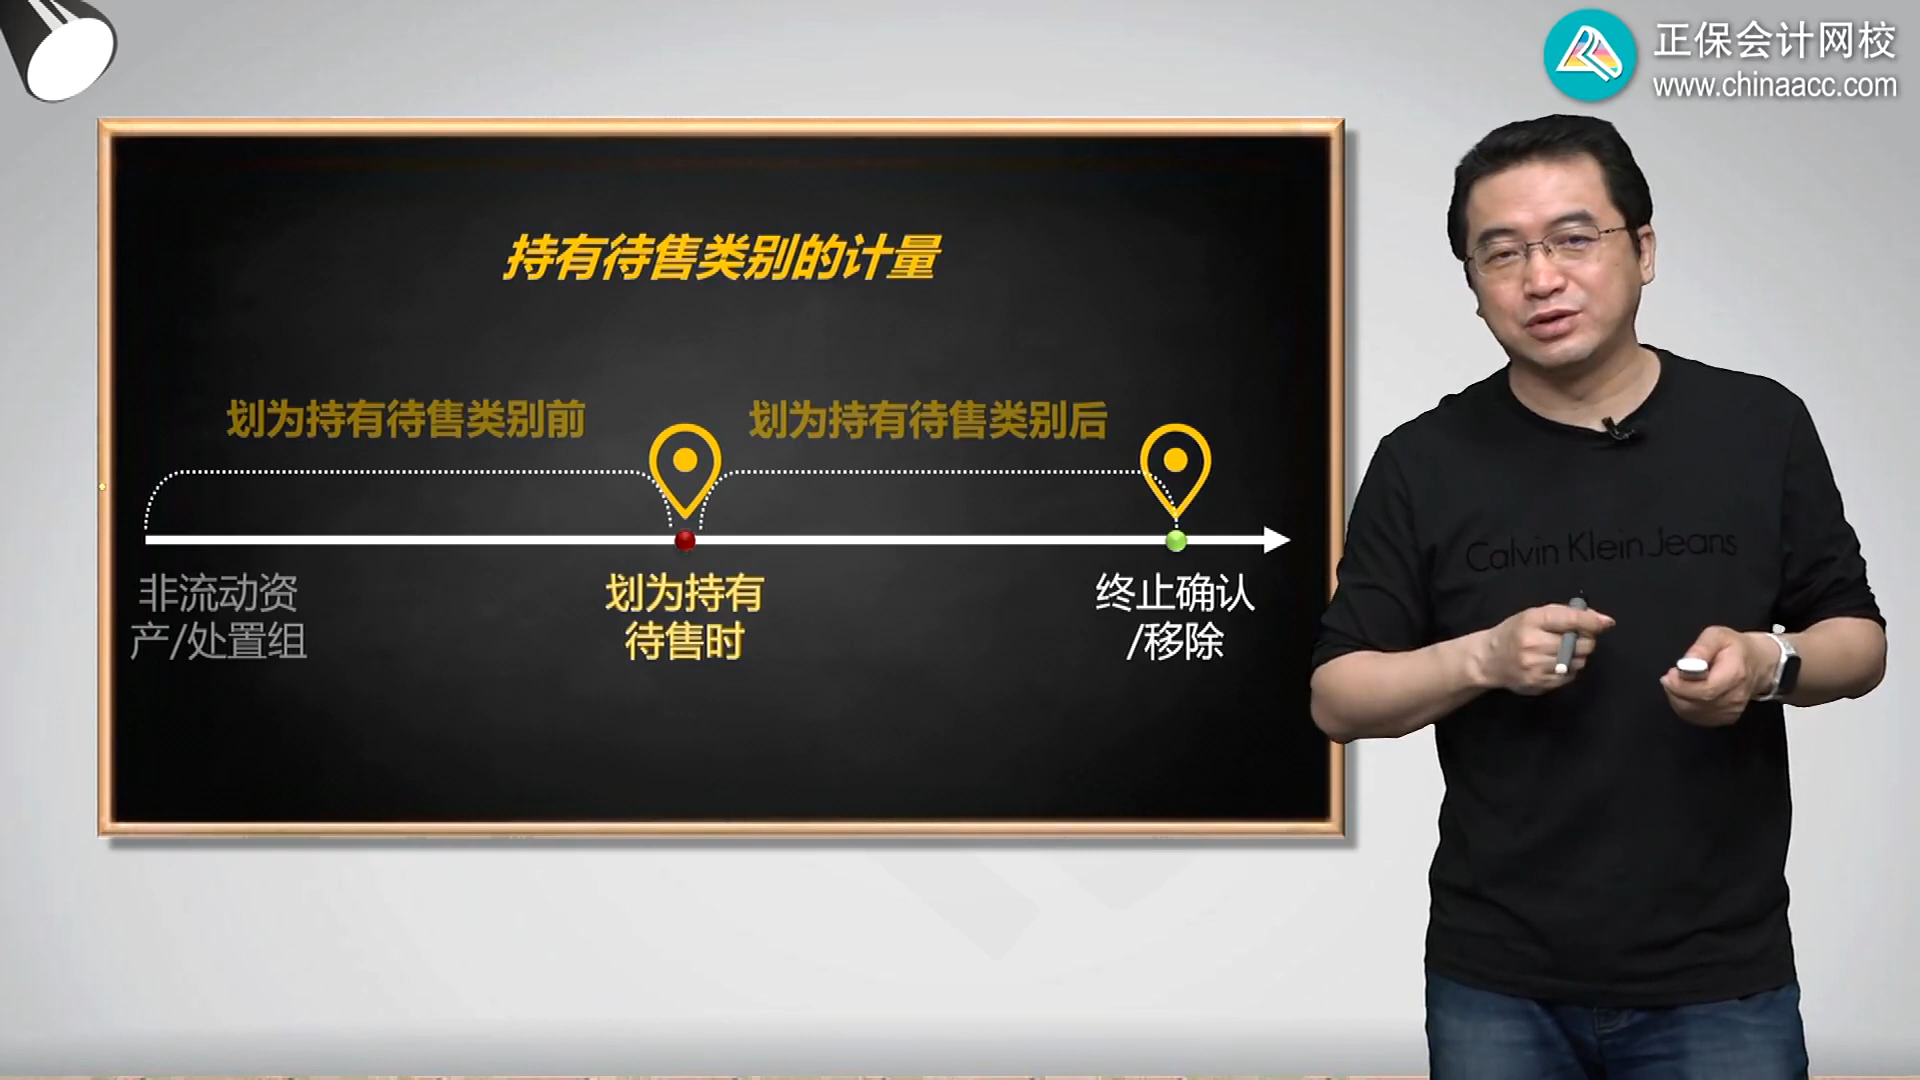 正保会计网校
www.chinaacc.com
持有待售类别的计量
划为持有待售类别前
划为持有待售类别后
非流动资
产/处置组
划为持有
待售时
终止确认
/移除
Calvin Klein Jeans